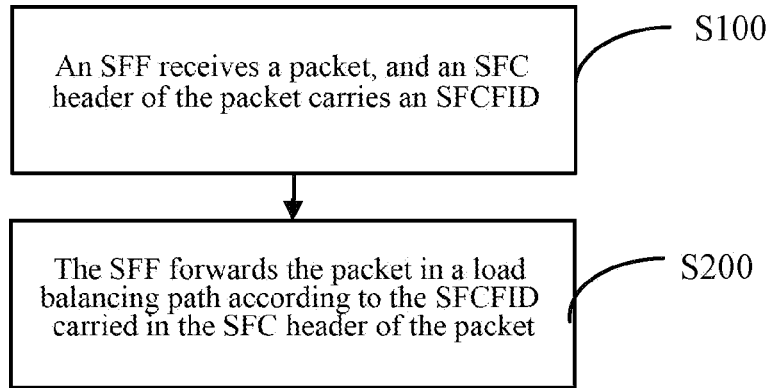 An SFF receives a packet, and an SFC
header of the packet carries an SFCFID
S100
The SFF forwards the packet in a load
balancing path according to the SFCFID
carried in the SFC header of the packet
S200